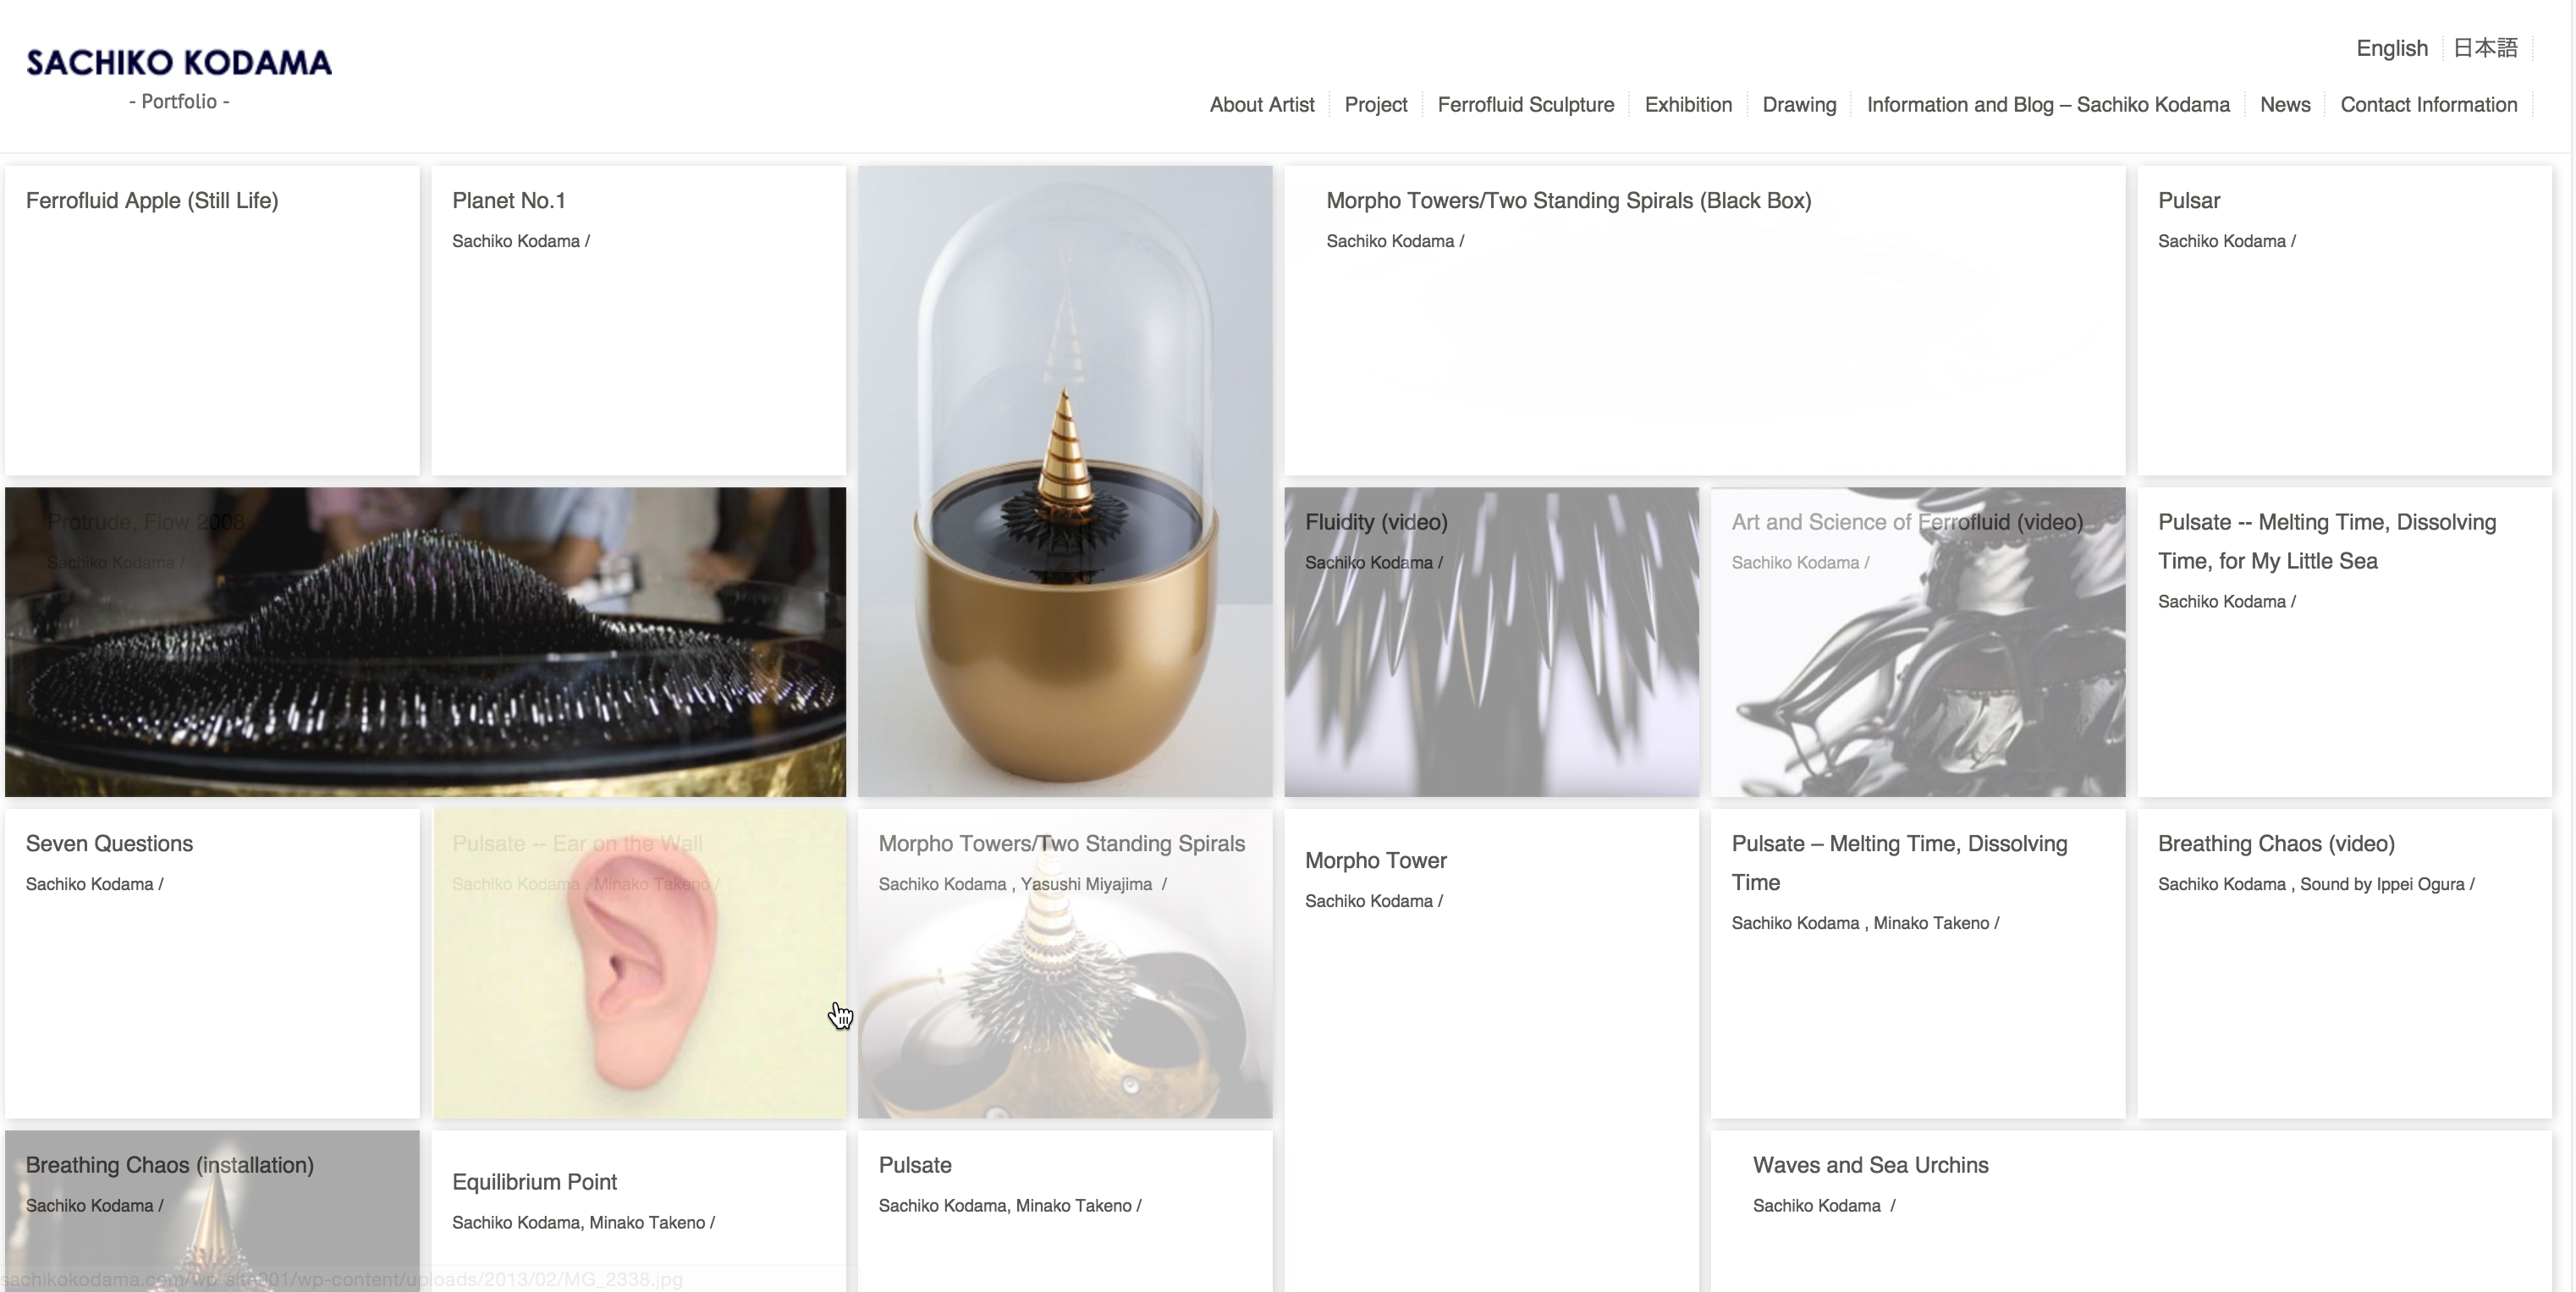 SACHIKO KODAMA
- Portfolio -
English
日本語
About Artist
Project
Ferrofluid Sculpture
Exhibition
Drawing
Information and Blog – Sachiko Kodama
News
Contact Information
Ferrofluid Apple (Still Life)
Planet No.1
Sachiko Kodama /
Morpho Towers/Two Standing Spirals (Black Box)
Sachiko Kodama /
Pulsar
Sachiko Kodama /
Protrude, Flow 2008
Sachiko Kodama /
Fluidity (video)
Sachiko Kodama /
Art and Science of Ferrofluid (video)
Sachiko Kodama /
Pulsate -- Melting Time, Dissolving
Time, for My Little Sea
Sachiko Kodama /
Seven Questions
Sachiko Kodama /
Pulsate -- Ear on the Wall
Sachiko Kodama , Minako Takeno /
Morpho Towers/Two Standing Spirals
Sachiko Kodama , Yasushi Miyajima /
Morpho Tower
Sachiko Kodama /
Pulsate – Melting Time, Dissolving
Time
Sachiko Kodama , Minako Takeno /
Breathing Chaos (video)
Sachiko Kodama , Sound by Ippei Ogura /
Breathing Chaos (installation)
Sachiko Kodama /
Equilibrium Point
Sachiko Kodama, Minako Takeno /
Pulsate
Sachiko Kodama, Minako Takeno /
Waves and Sea Urchins
Sachiko Kodama /
sachikokodama.com/wp-site001/wp-content/uploads/2013/02/MG_2338.jpg